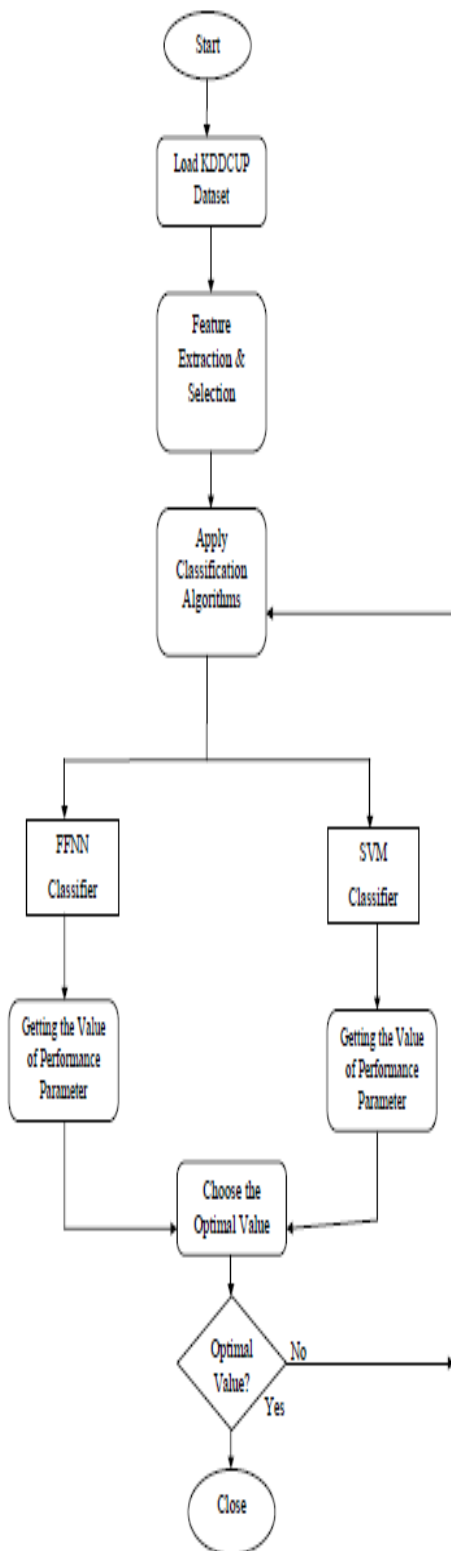 Start
Load KDDCUP
Dataset
Feature
Extraction &
Selection
Apply
Classification
Algorithms
FFNN
Classifier
SVM
Classifier
Getting the Value
of Performance
Parameter
Getting the Value
of Performance
Parameter
Choose the
Optimal Value
Optimal
Value?
No
Yes
Close